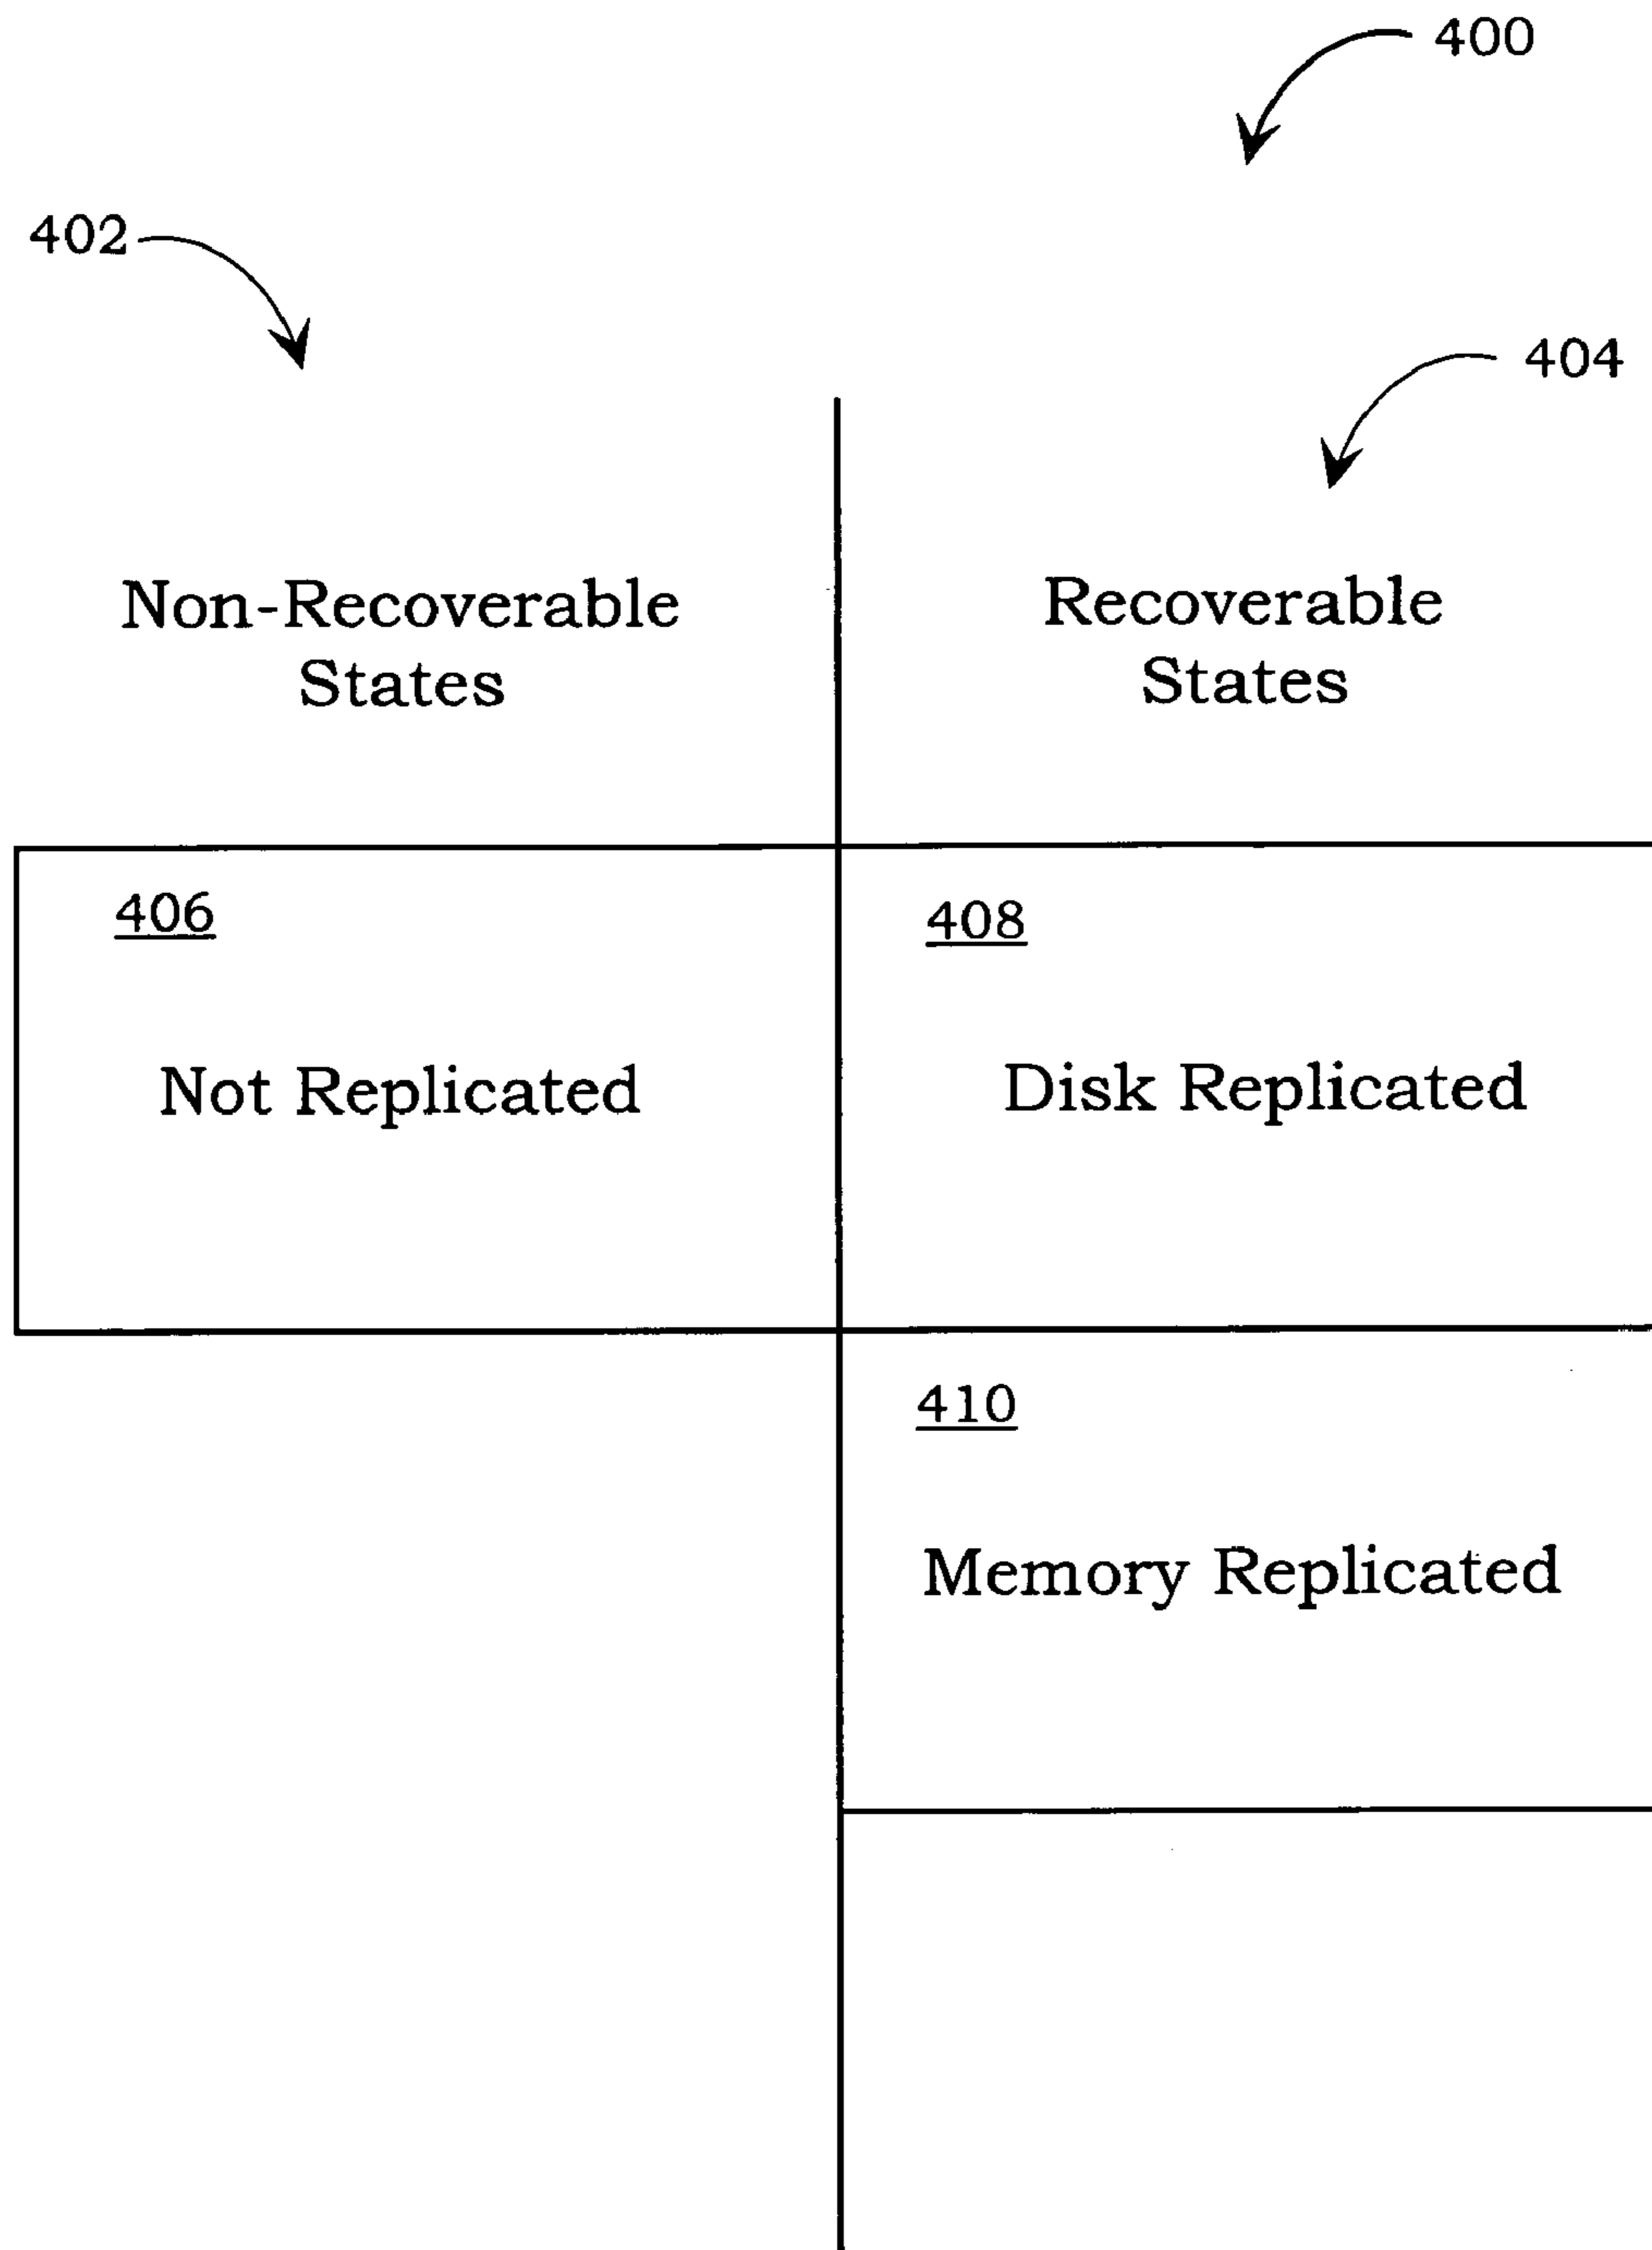 400
402
404
Non-Recoverable
States
Recoverable
States
406
408
Not Replicated
Disk Replicated
410
Memory Replicated